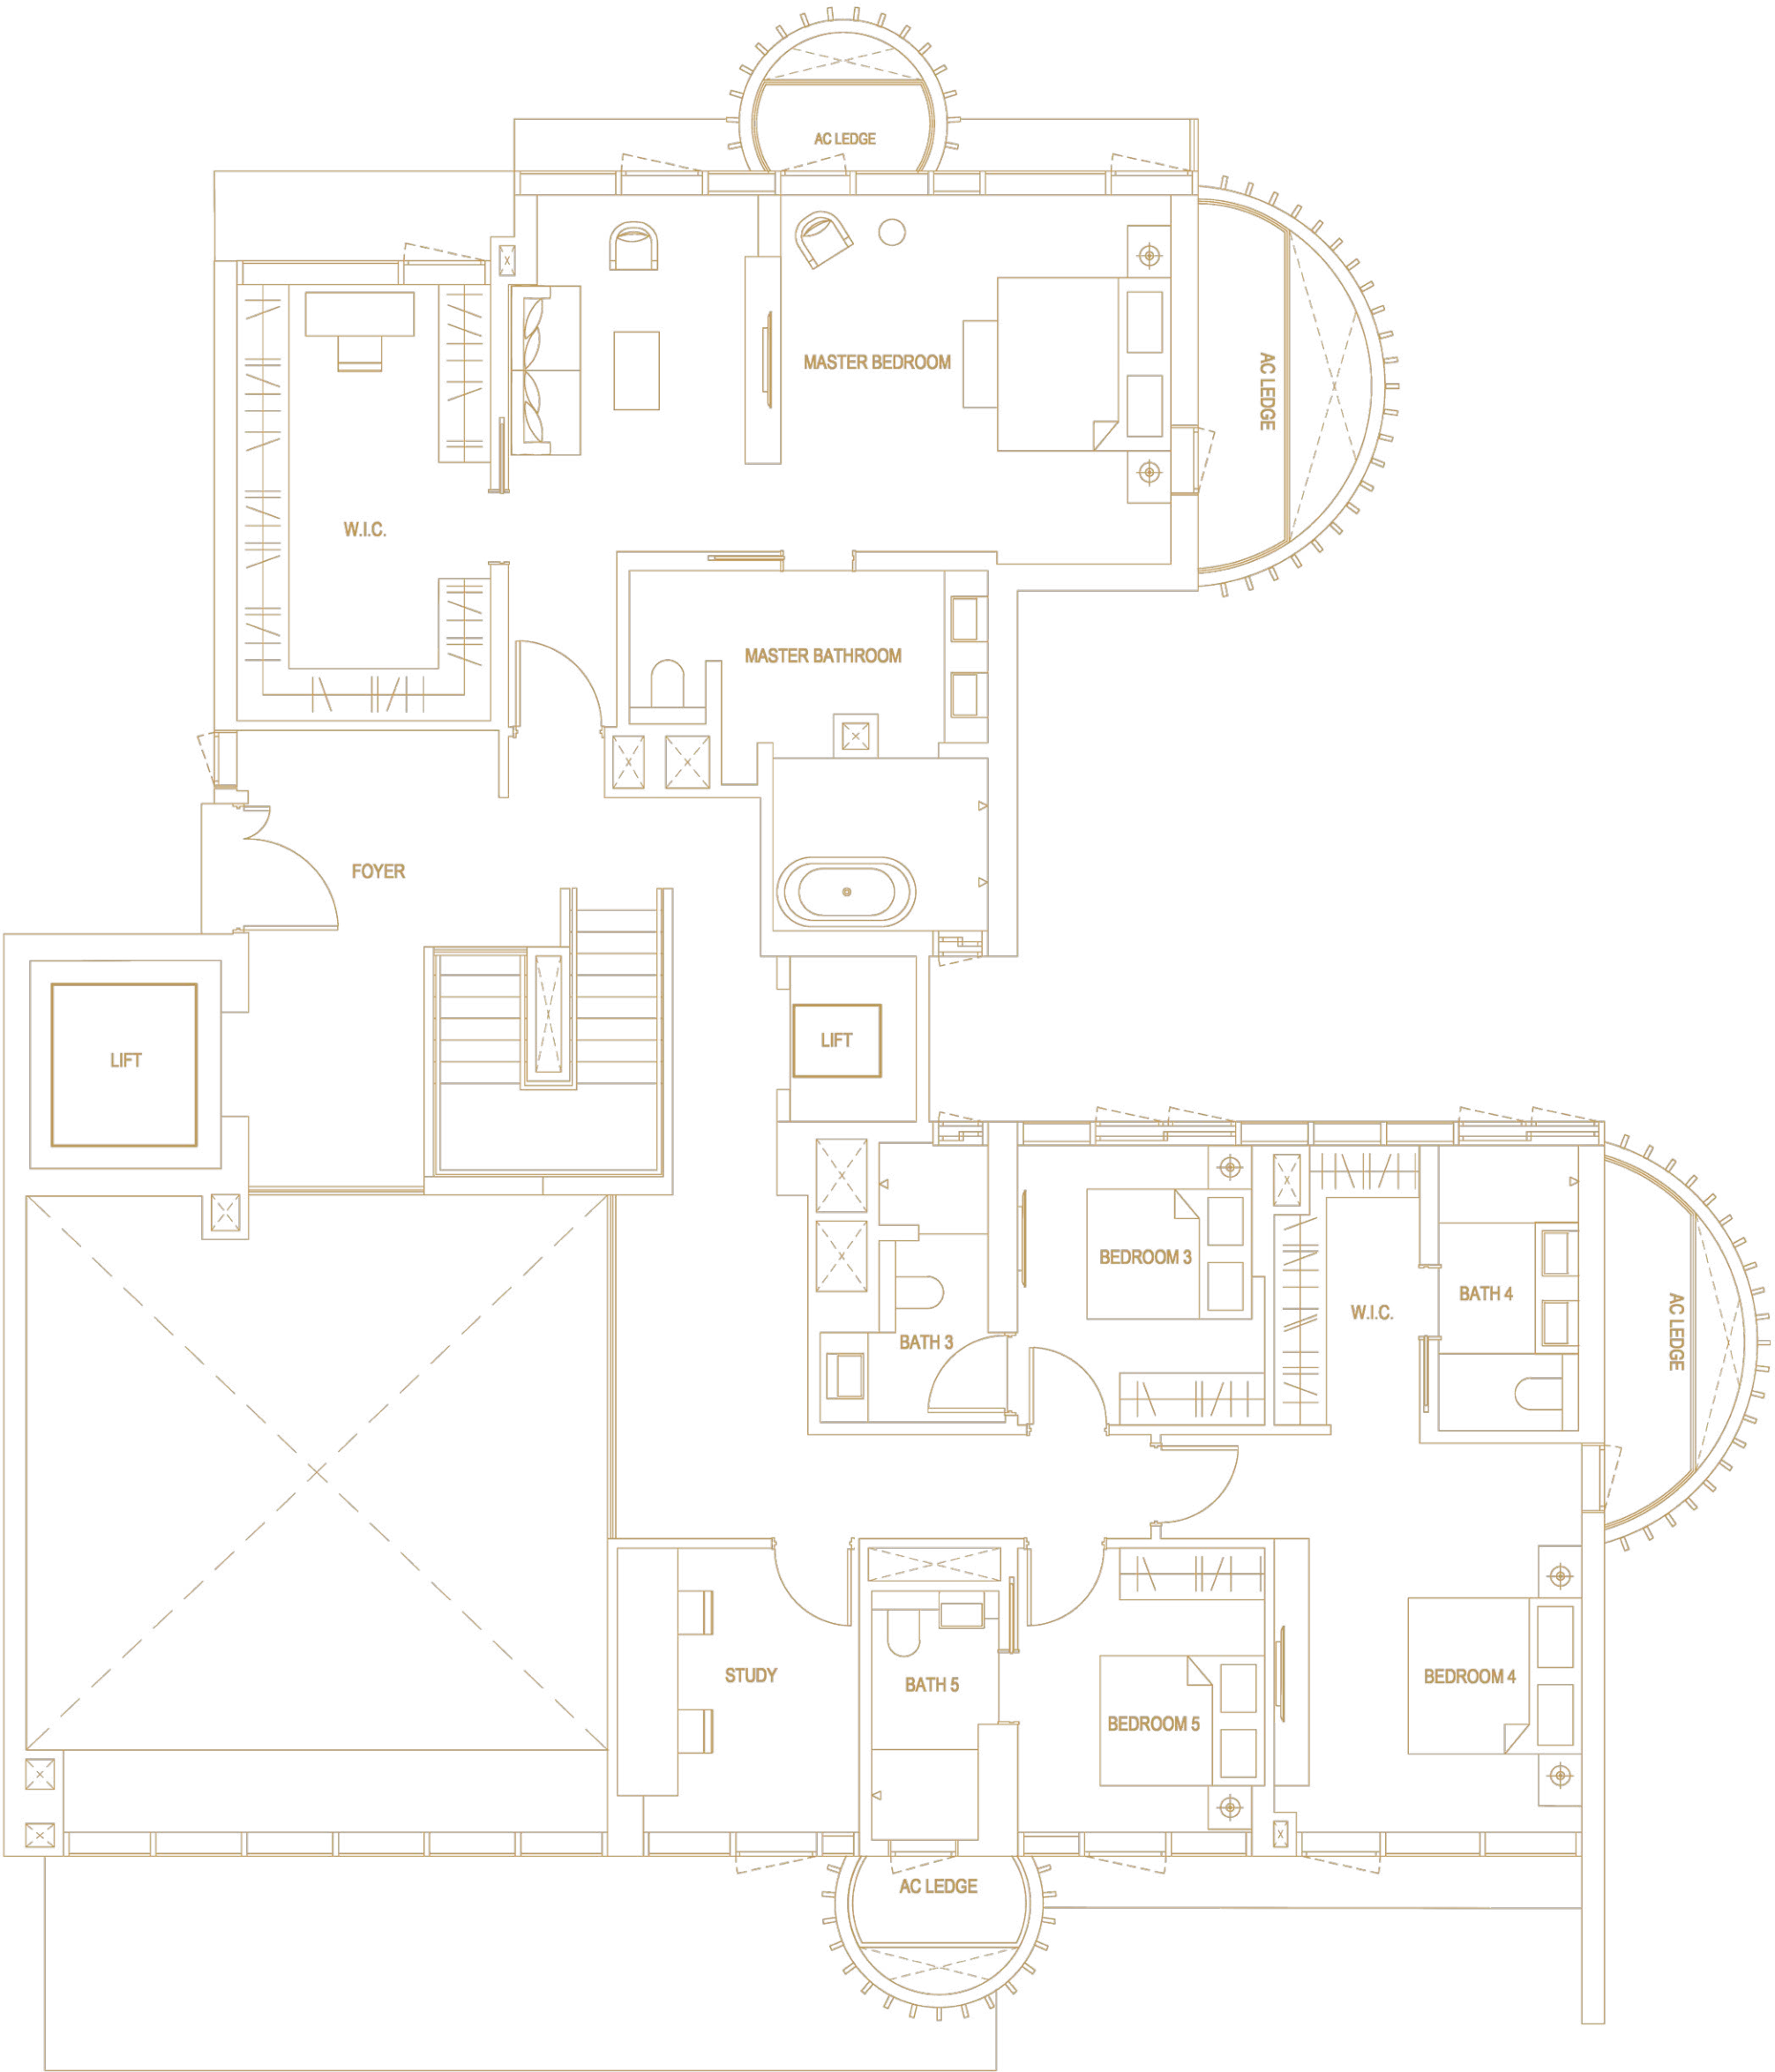 AC LEDGE
MASTER BEDROOM
AC LEDGE
W.I.C.
MASTER BATHROOM
FOYER
LIFT
LIFT
BEDROOM 3
BATH 4
W.I.C.
BATH 3
AC LEDGE
STUDY
BATH 5
BEDROOM 4
BEDROOM 5
AC LEDGE